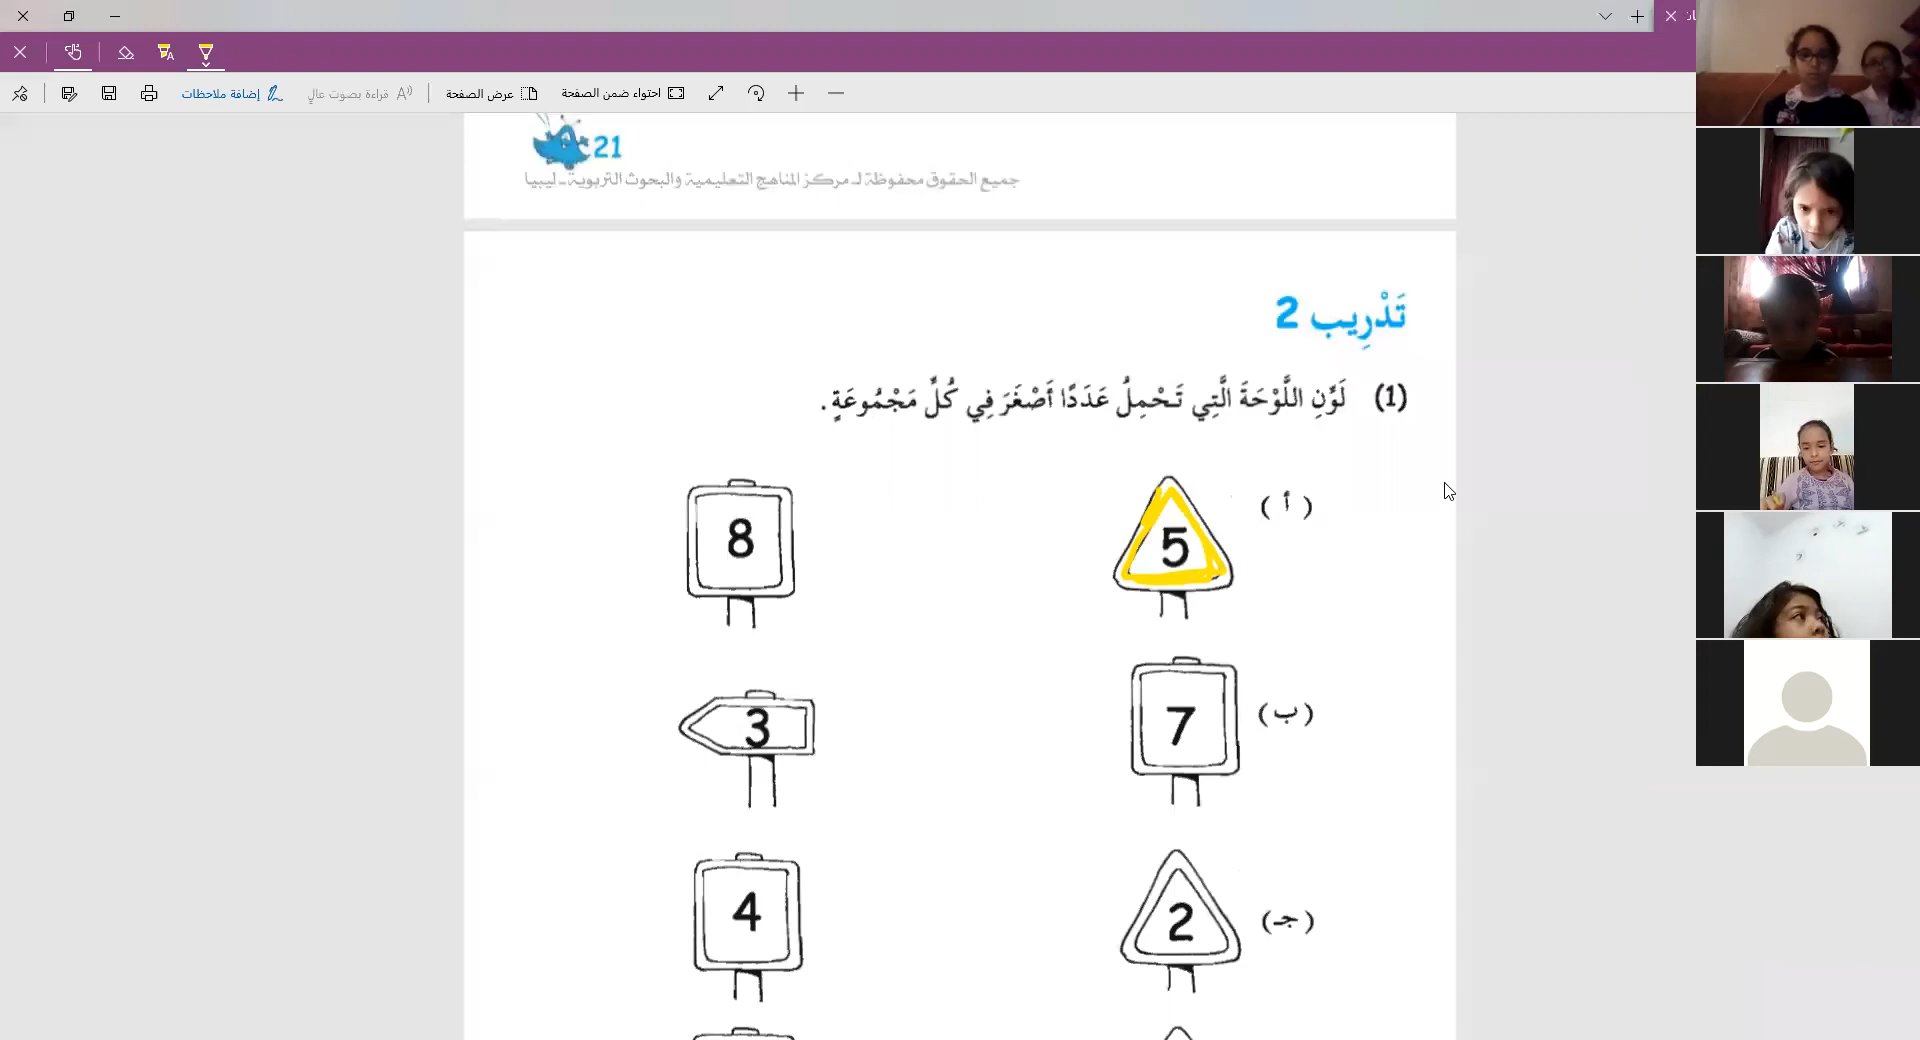 إضافة ملاحظات
قراءة بصوت عالٍ
عرض الصفحة
احتواء ضمن الصفحة
21
جميع الحقوق محفوظة لـ مركز المناهج التعليمية والبحوث التربوية ـ ليبيا
تَدْرِيب 2
(1) لَوِّنِ اللَّوْحَةَ الَّتِي تَحْمِلُ عَدَدًا أَصْغَرَ فِي كُلِّ مَجْمُوعَةٍ.
(أ) 5 8
(ب) 7 3
(جـ) 2 4